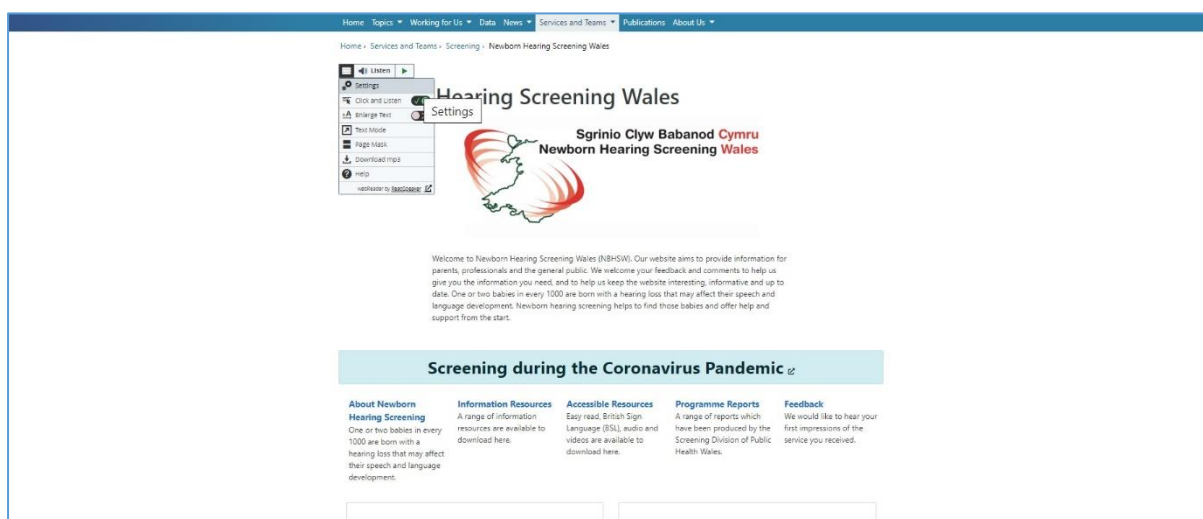 Home Topics Working for Us Data News Services and Teams Publications About Us
Home › Services and Teams › Screening › Newborn Hearing Screening Wales
Listen
Settings
Click and Listen
Enlarge Text
Text Mode
Page Mask
Download mp3
Help
webReader by ReadSpeaker
Settings
Hearing Screening Wales
Sgrinio Clyw Babanod Cymru
Newborn Hearing Screening Wales
Welcome to Newborn Hearing Screening Wales (NBHSW). Our website aims to provide information for
parents, professionals and the general public. We welcome your feedback and comments to help us
give you the information you need, and to help us keep the website interesting, informative and up to
date. One or two babies in every 1000 are born with a hearing loss that may affect their speech and
language development. Newborn hearing screening helps to find those babies and offer help and
support from the start.
Screening during the Coronavirus Pandemic
About Newborn
Hearing Screening
One or two babies in every
1000 are born with a
hearing loss that may affect
their speech and language
development.
Information Resources
A range of information
resources are available to
download here.
Accessible Resources
Easy read, British Sign
Language (BSL), audio and
videos are available to
download here.
Programme Reports
A range of reports which
have been produced by the
Screening Division of Public
Health Wales.
Feedback
We would like to hear your
first impressions of the
service you received.